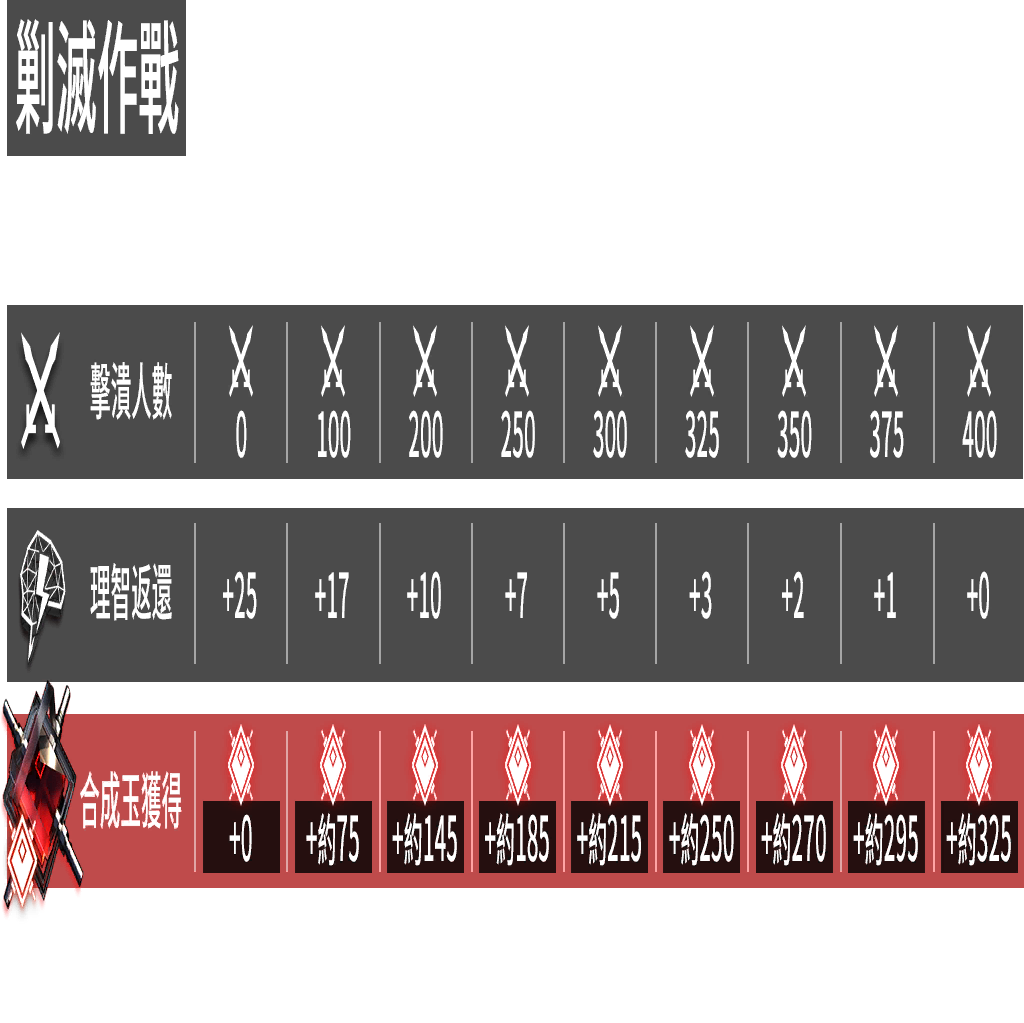 剿滅作戰
擊潰人數 0 100 200 250 300 325 350 375 400
理智返還 +25 +17 +10 +7 +5 +3 +2 +1 +0
合成玉獲得 +0 +約75 +約145 +約185 +約215 +約250 +約270 +約295 +約325